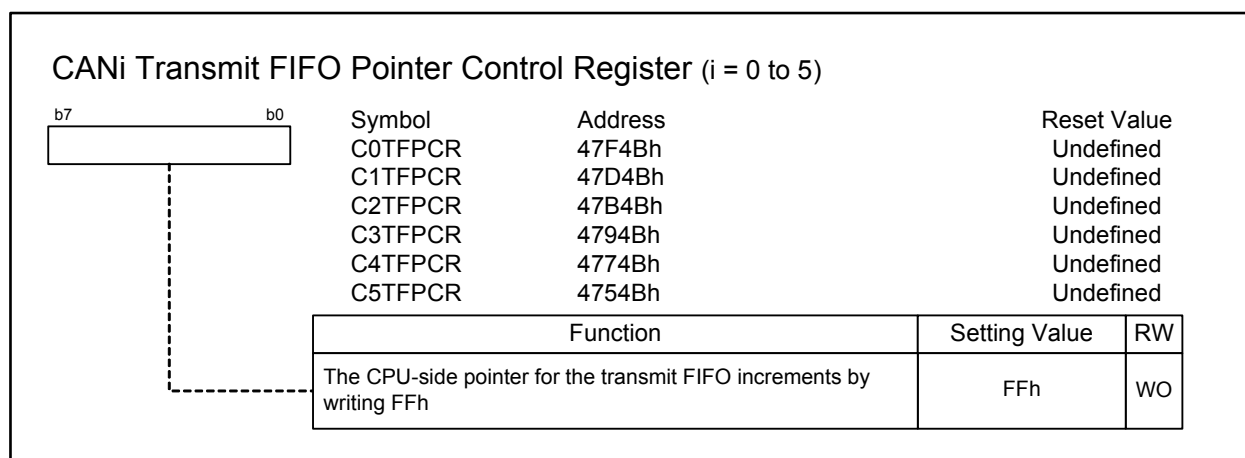 CANi Transmit FIFO Pointer Control Register (i = 0 to 5)
b7 b0
Symbol Address Reset Value
C0TFPCR 47F4Bh Undefined
C1TFPCR 47D4Bh Undefined
C2TFPCR 47B4Bh Undefined
C3TFPCR 4794Bh Undefined
C4TFPCR 4774Bh Undefined
C5TFPCR 4754Bh Undefined
Function Setting Value RW
The CPU-side pointer for the transmit FIFO increments by
writing FFh
FFh WO